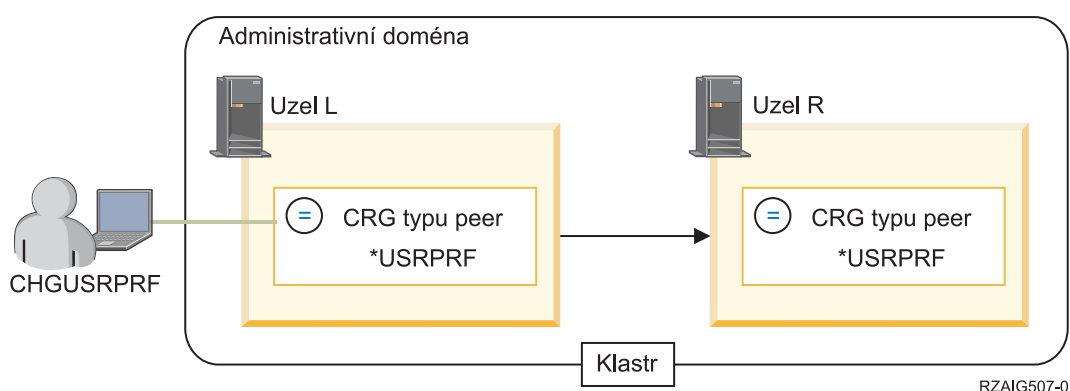 Administrativní doména
Uzel L
Uzel R
= CRG typu peer
*USRPRF
= CRG typu peer
*USRPRF
CHGUSRPRF
Klastr
RZAIG507-0